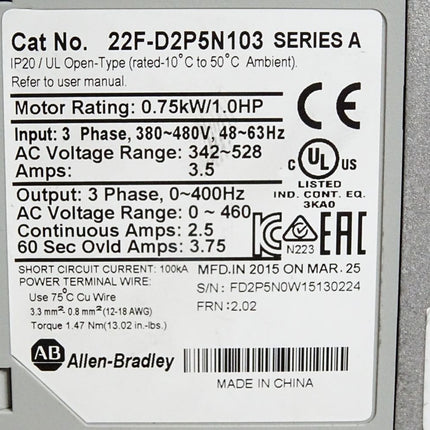 Cat No. 22F-D2P5N103 SERIES A
IP20 / UL Open-Type (rated-10°C to 50°C Ambient).
Refer to user manual.
Motor Rating: 0.75kW/1.0HP
CE
Input: 3 Phase, 380~480V, 48~63Hz
AC Voltage Range: 342~528
Amps: 3.5
C UL US
LISTED
IND. CONT. EQ.
3KA0
Output: 3 Phase, 0~400Hz
AC Voltage Range: 0 ~ 460
Continuous Amps: 2.5
60 Sec Ovld Amps: 3.75
N223
EAC
SHORT CIRCUIT CURRENT: 100kA
MFD.IN 2015 ON MAR.25
POWER TERMINAL WIRE:
Use 75°C Cu Wire
3.3 mm²- 0.8 mm² (12-18 AWG)
Torque 1.47 Nm(13.02 in.-lbs.)
S/N: FD2P5N0W15130224
FRN: 2.02
AB Allen-Bradley
MADE IN CHINA